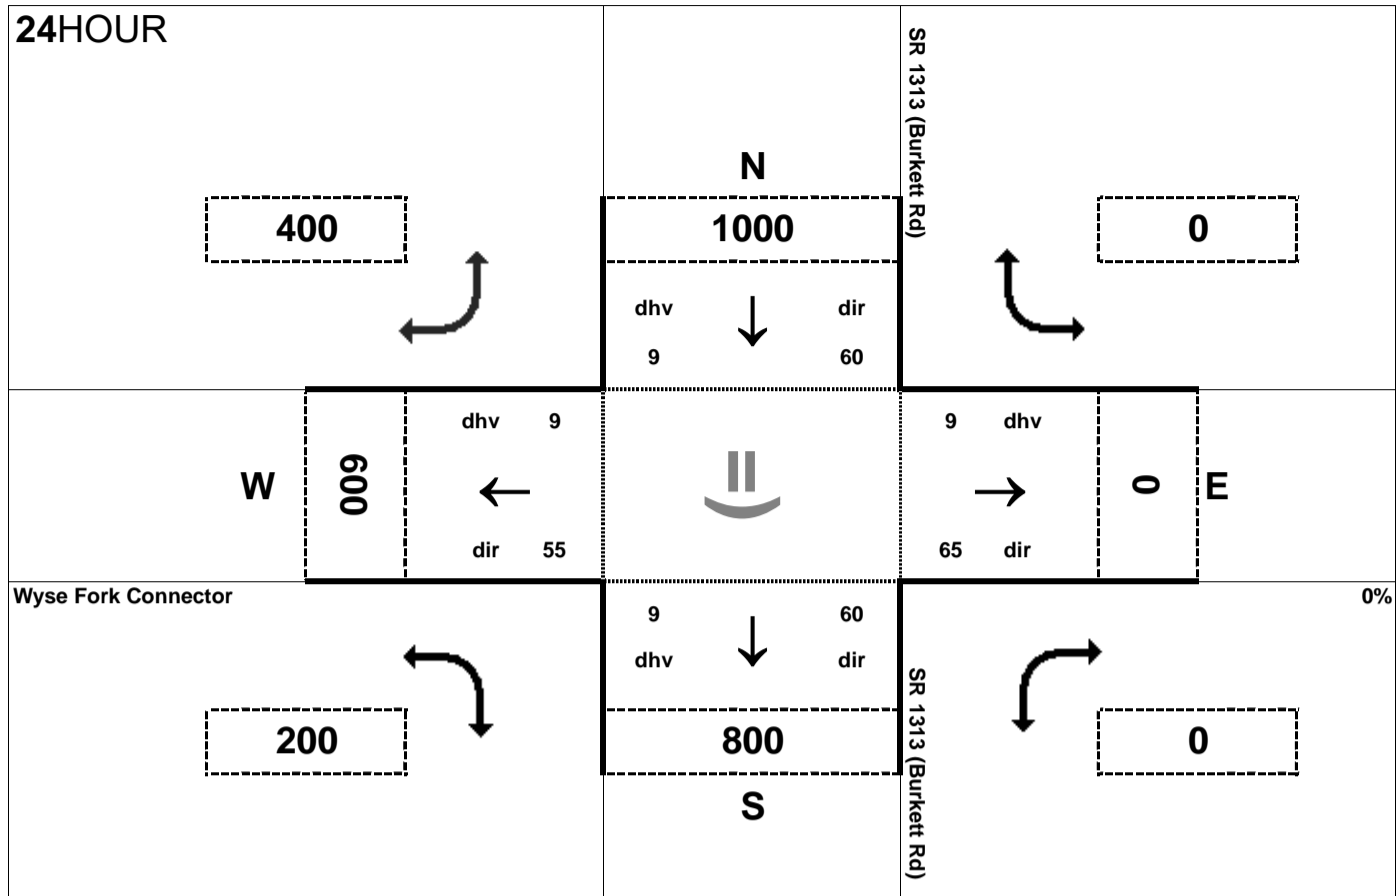 24HOUR
SR 1313 (Burkett Rd)
N
400
1000
0
dhv
dir
9
60
dhv 9
9 dhv
W
600
0
E
dir 55
65 dir
Wyse Fork Connector
0%
9
60
dhv
dir
SR 1313 (Burkett Rd)
200
800
0
S